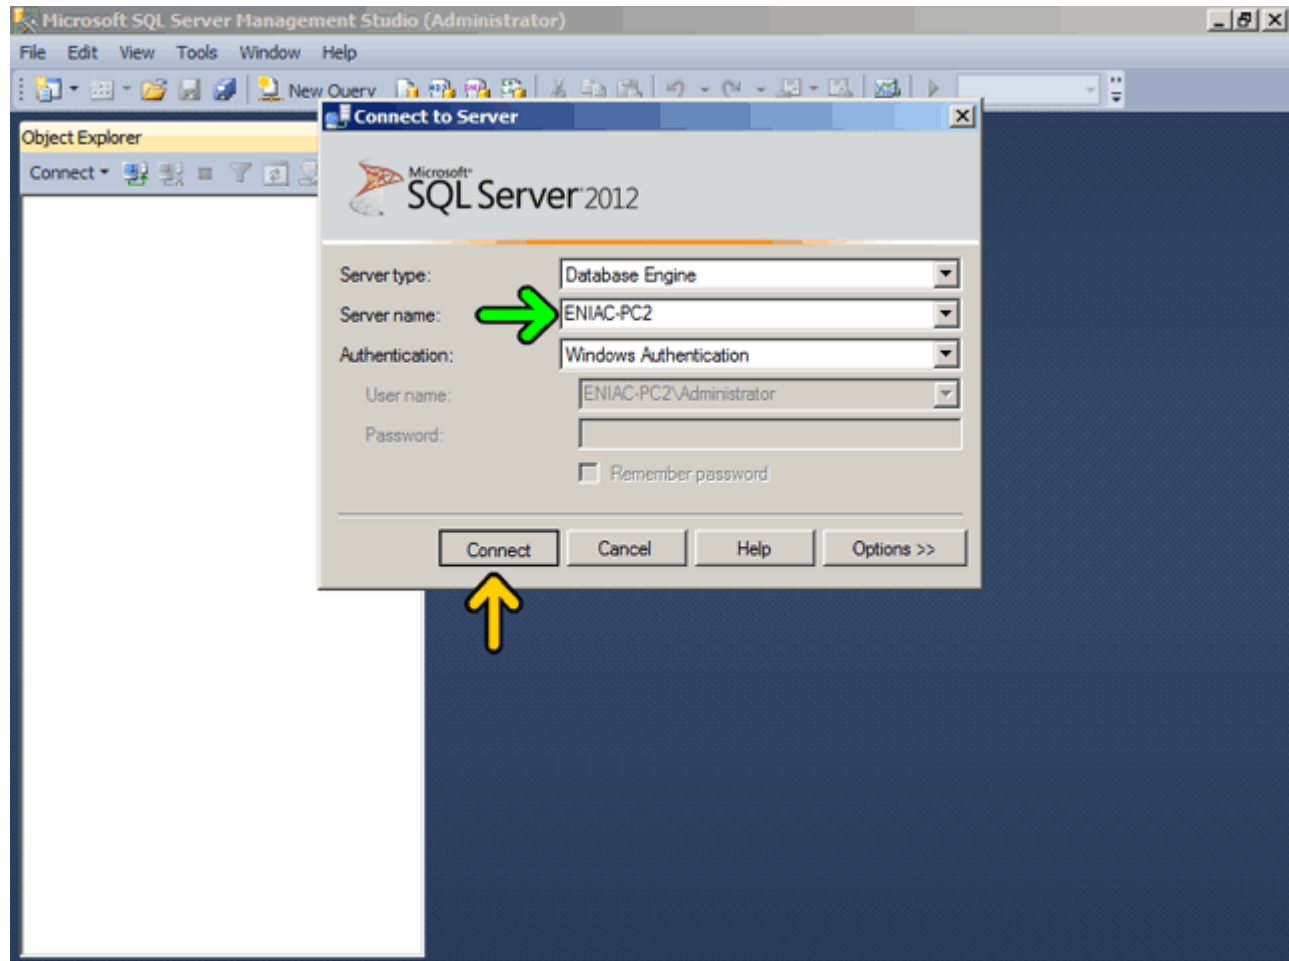 Microsoft SQL Server Management Studio (Administrator)
File Edit View Tools Window Help
New Query
Connect to Server
Object Explorer
Connect
Microsoft
SQL Server 2012
Server type: Database Engine
Server name: ENIAC-PC2
Authentication: Windows Authentication
User name: ENIAC-PC2\Administrator
Password:
Remember password
Connect Cancel Help Options >>